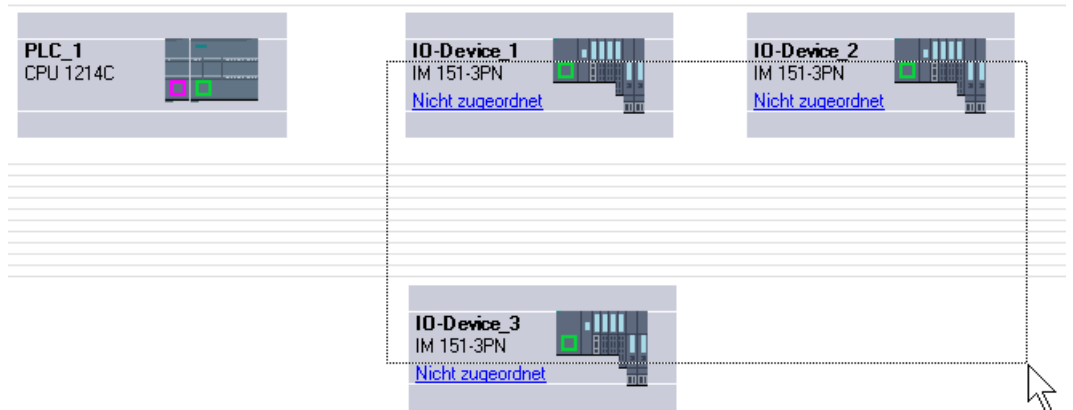 PLC_1
CPU 1214C
IO-Device_1
IM 151-3PN
Nicht zugeordnet
IO-Device_2
IM 151-3PN
Nicht zugeordnet
IO-Device_3
IM 151-3PN
Nicht zugeordnet